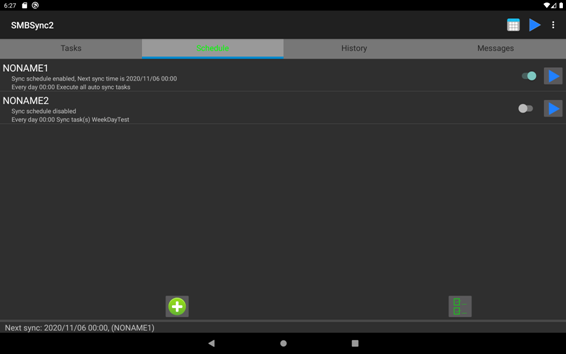 6:27
SMBSync2
Tasks
History
Messages
NONAME1
Sync schedule enabled, Next sync time is 2020/11/06 00:00
Every day 00:00 Execute all auto sync tasks
NONAME2
Sync schedule disabled
Every day 00:00 Sync task(s) WeekDayTest
Next sync: 2020/11/06 00:00, (NONAME1)